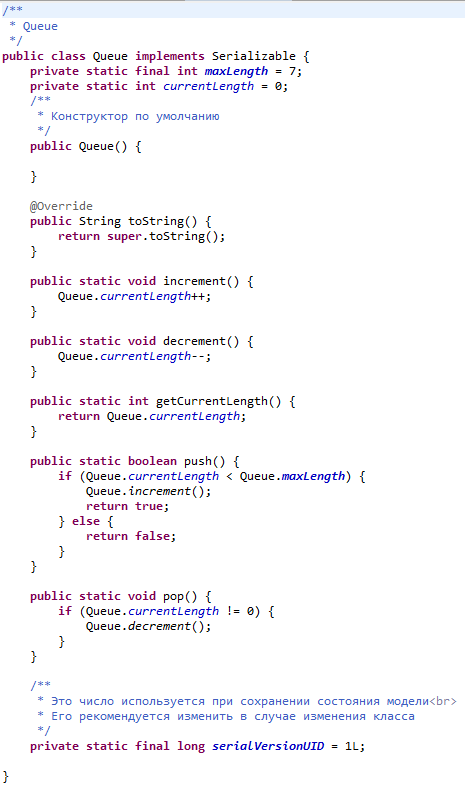 /**
 * Queue
 */
public class Queue implements Serializable {
    private static final int maxLength = 7;
    private static int currentLength = 0;
    /**
     * Конструктор по умолчанию
     */
    public Queue() {

    }

    @Override
    public String toString() {
        return super.toString();
    }

    public static void increment() {
        Queue.currentLength++;
    }

    public static void decrement() {
        Queue.currentLength--;
    }

    public static int getCurrentLength() {
        return Queue.currentLength;
    }

    public static boolean push() {
        if (Queue.currentLength < Queue.maxLength) {
            Queue.increment();
            return true;
        } else {
            return false;
        }
    }

    public static void pop() {
        if (Queue.currentLength != 0) {
            Queue.decrement();
        }
    }

    /**
     * Это число используется при сохранении состояния модели<br>
     * Его рекомендуется изменить в случае изменения класса
     */
    private static final long serialVersionUID = 1L;

}